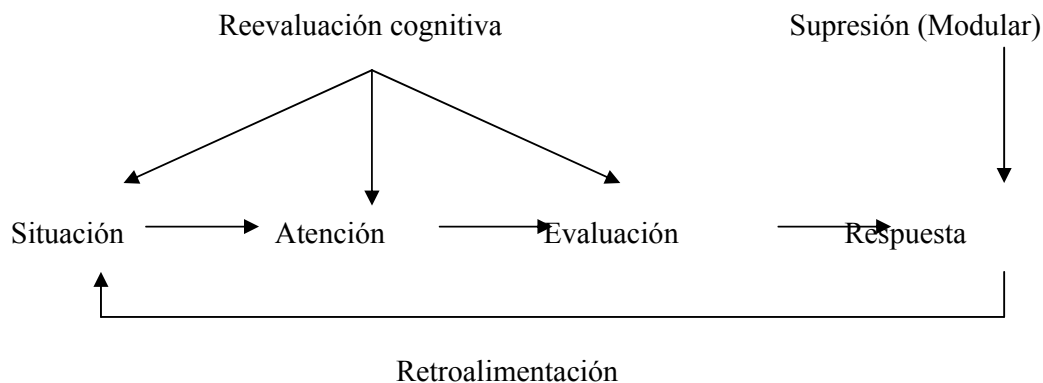 Reevaluación cognitiva Supresión (Modular)
Situación Atención Evaluación Respuesta
Retroalimentación